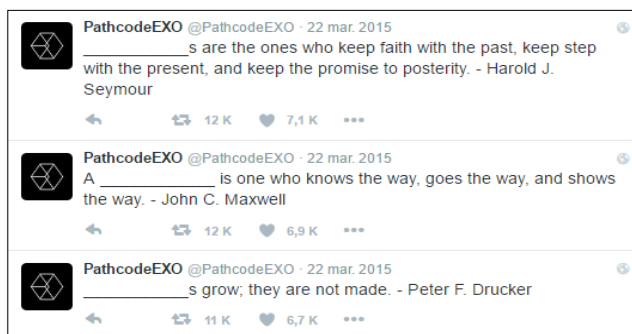 PathcodeEXO @PathcodeEXO · 22 mar. 2015
____________s are the ones who keep faith with the past, keep step
with the present, and keep the promise to posterity. - Harold J.
Seymour
12 K 7,1 K
PathcodeEXO @PathcodeEXO · 22 mar. 2015
A _____________ is one who knows the way, goes the way, and shows
the way. - John C. Maxwell
12 K 6,9 K
PathcodeEXO @PathcodeEXO · 22 mar. 2015
____________s grow; they are not made. - Peter F. Drucker
11 K 6,7 K